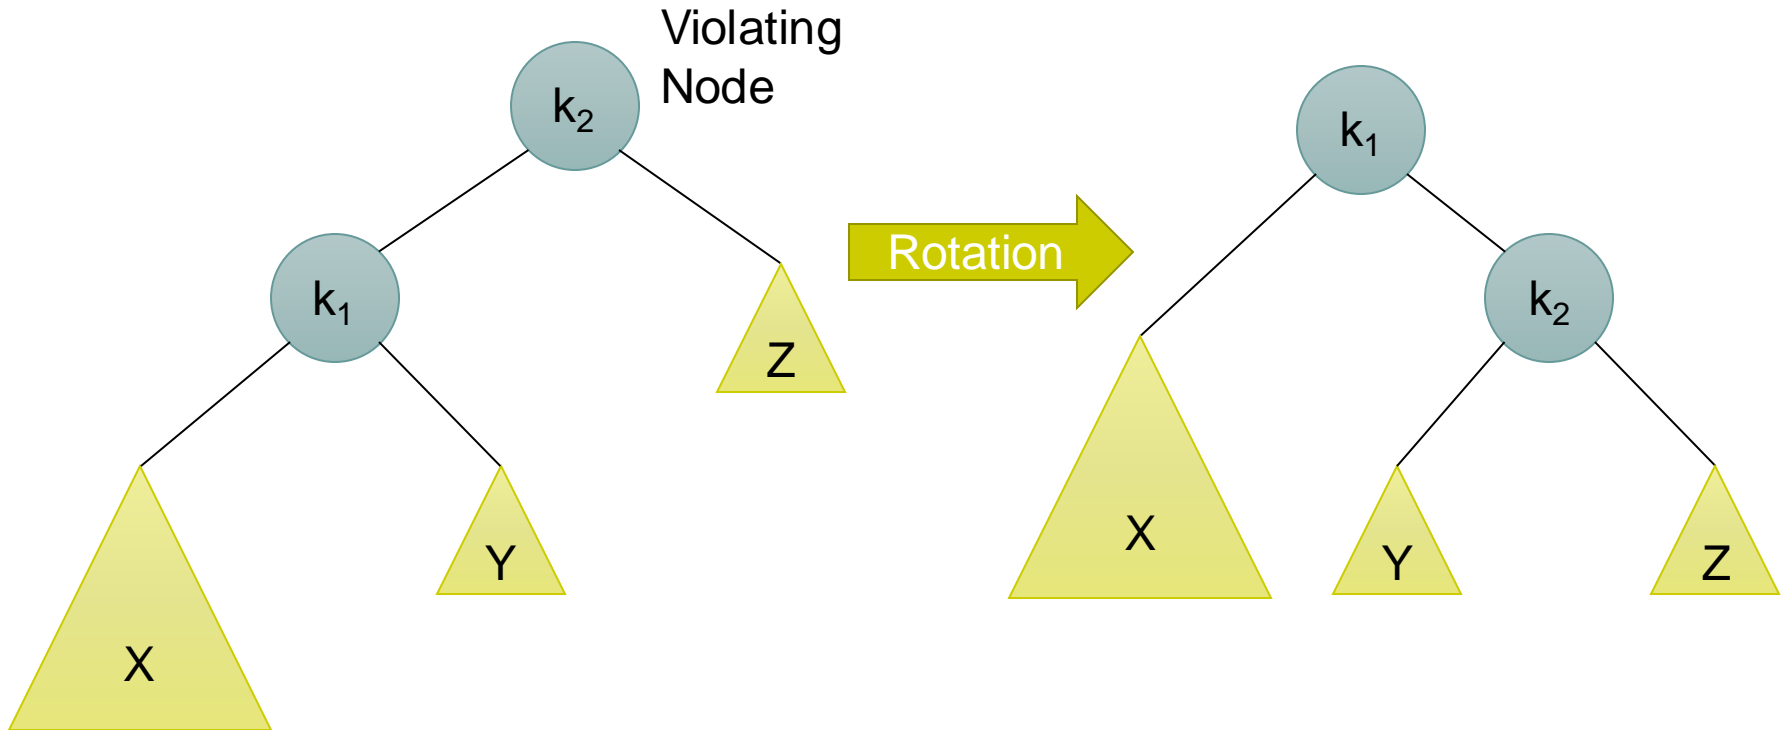 Violating
Node
k₂
k₁
Z
X
Y
Rotation
k₁
k₂
X
Y
Z